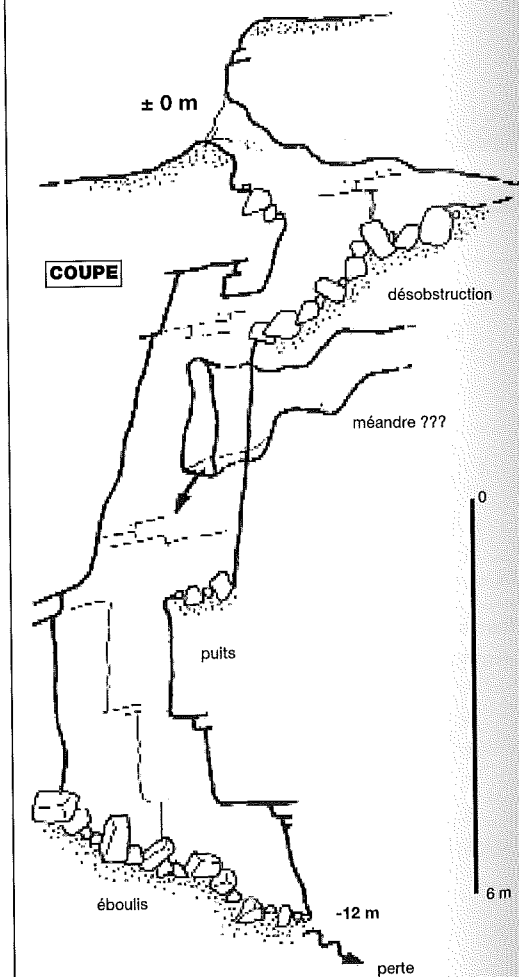 ± 0 m
COUPE
désobstruction
méandre ???
0
puits
6 m
éboulis
-12 m
perte